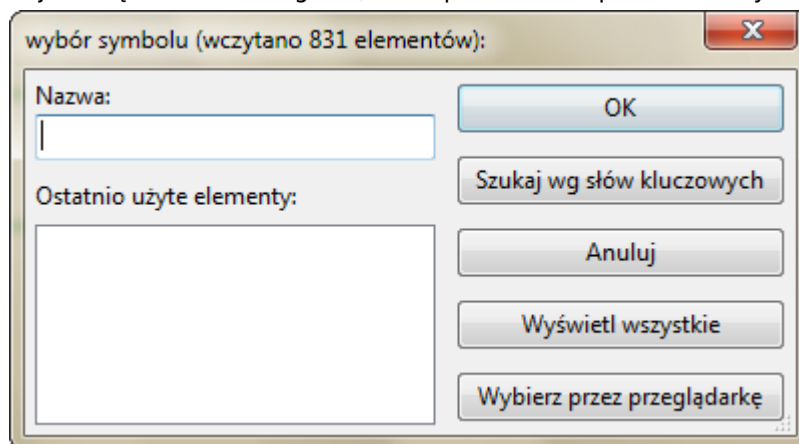 wybór symbolu (wczytano 831 elementów):
Nazwa:
OK
Szukaj wg słów kluczowych
Ostatnio użyte elementy:
Anuluj
Wyświetl wszystkie
Wybierz przez przeglądarkę